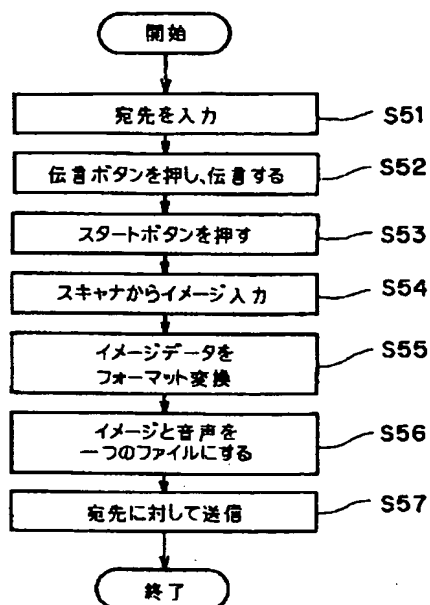 開始
宛先を入力 S51
伝言ボタンを押し、伝言する S52
スタートボタンを押す S53
スキャナからイメージ入力 S54
イメージデータを
フォーマット変換 S55
イメージと音声を
一つのファイルにする S56
宛先に対して送信 S57
終了